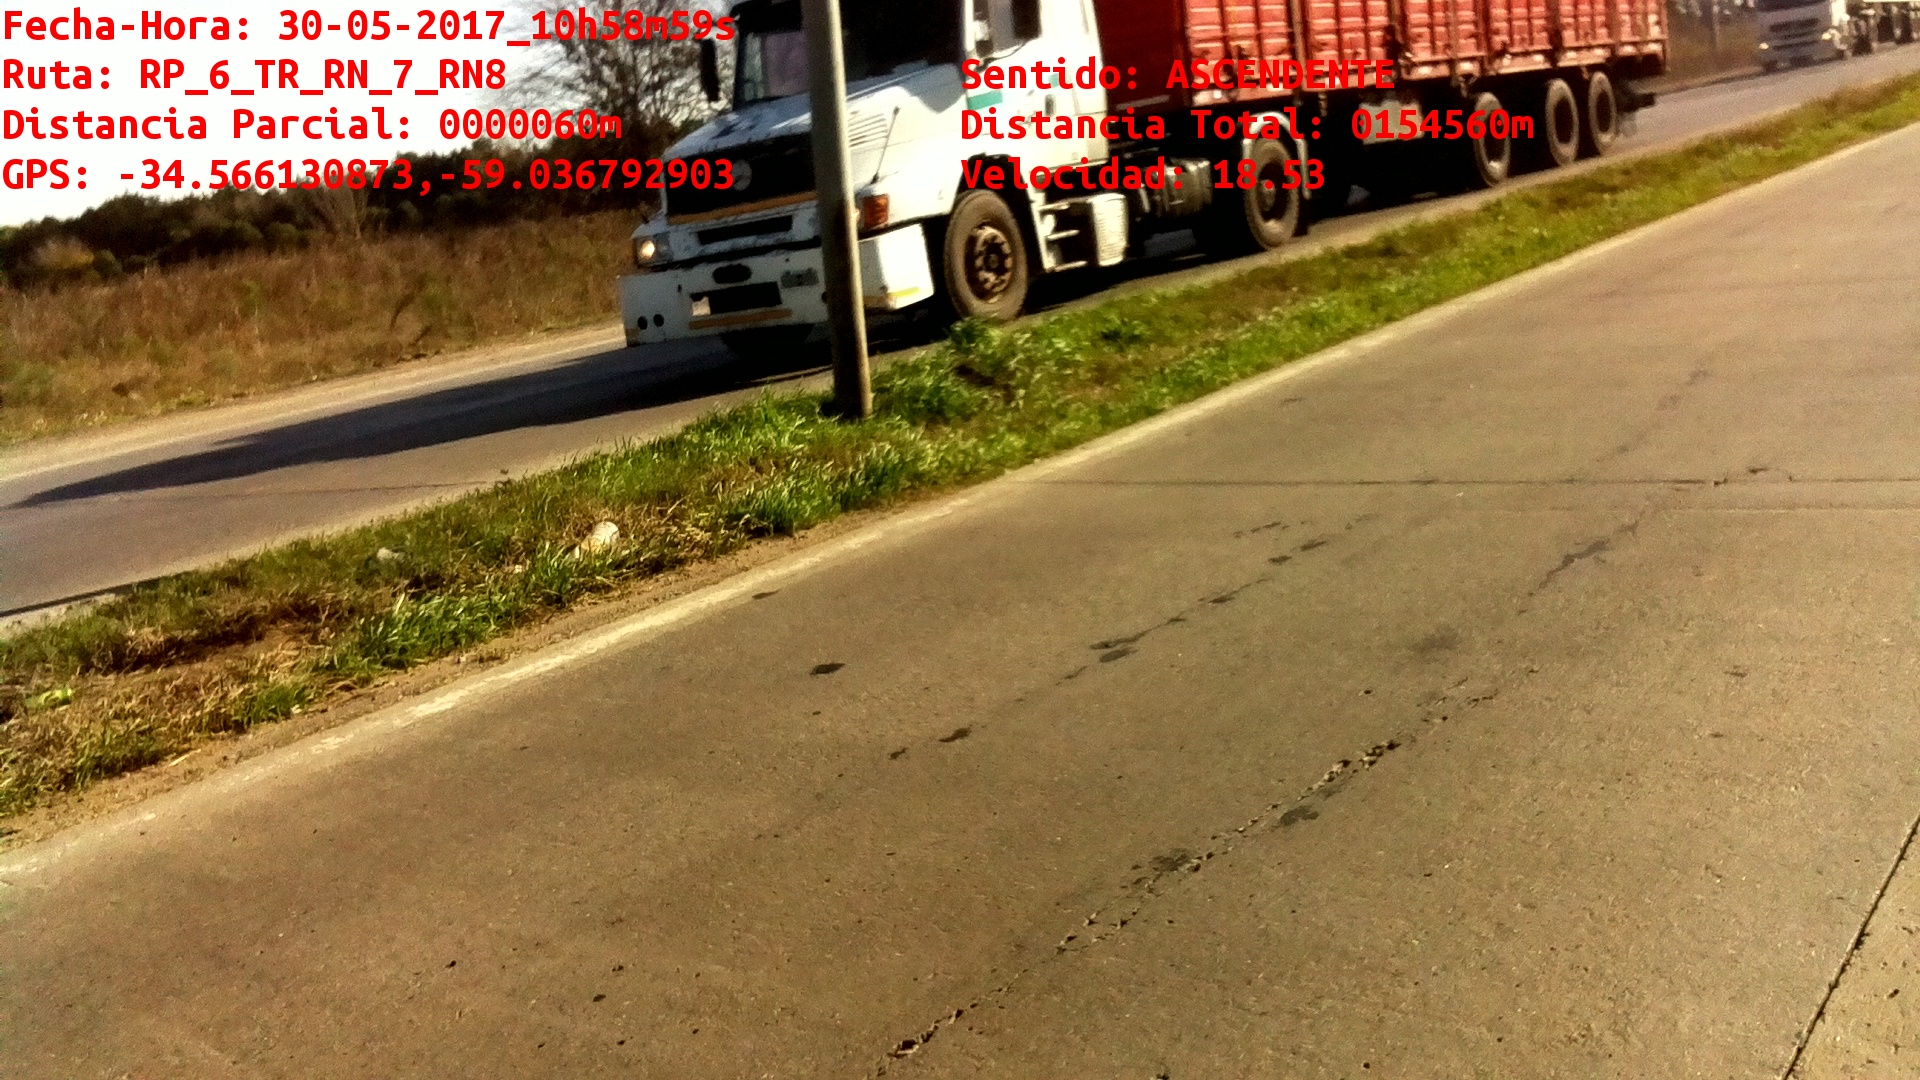 Fecha-Hora: 30-05-2017_10h58m59s
Ruta: RP_6_TR_RN_7_RN8
Sentido: ASCENDENTE
Distancia Parcial: 0000060m
Distancia Total: 0154560m
GPS: -34.566130873,-59.036792903
Velocidad: 18.53